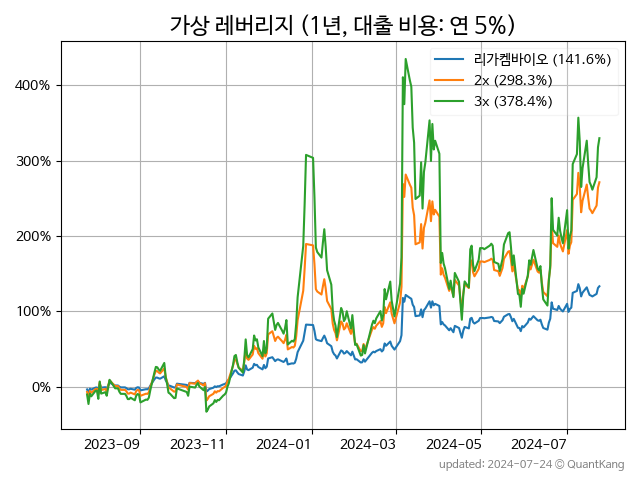 가상 레버리지 (1년, 대출 비용: 연 5%)
리가켐바이오 (141.6%)
2x (298.3%)
3x (378.4%)
400%
300%
200%
100%
0%
2023-09
2023-11
2024-01
2024-03
2024-05
2024-07
updated: 2024-07-24 © QuantKang